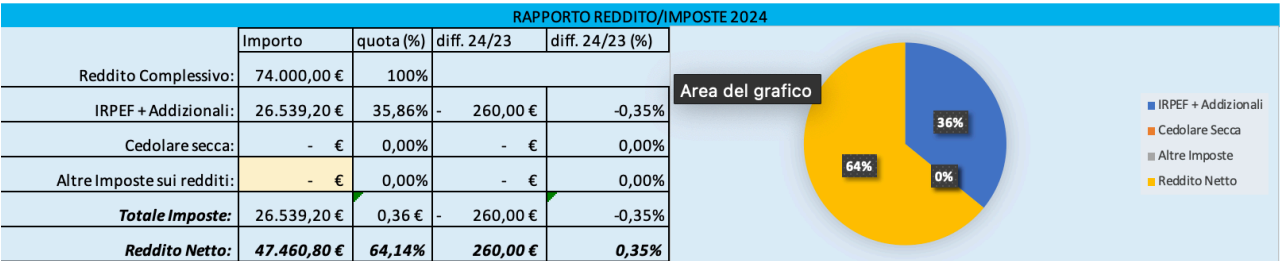 RAPPORTO REDDITO/IMPOSTE 2024
Importo quota (%) diff. 24/23 diff. 24/23 (%)
Reddito Complessivo: 74.000,00 € 100%
IRPEF + Addizionali: 26.539,20 € 35,86% - 260,00 € -0,35%
Cedolare secca: - € 0,00% - € 0,00%
Altre Imposte sui redditi: - € 0,00% - € 0,00%
Totale Imposte: 26.539,20 € 0,36 € - 260,00 € -0,35%
Reddito Netto: 47.460,80 € 64,14% 260,00 € 0,35%
Area del grafico
36%
64%
0%
IRPEF + Addizionali
Cedolare Secca
Altre Imposte
Reddito Netto